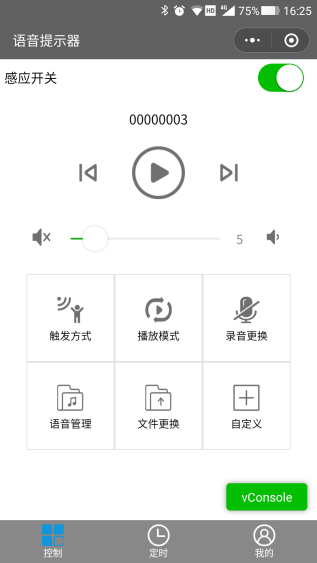 HD 4G 75% 16:25
语音提示器
感应开关
00000003
5
触发方式 播放模式 录音更换
语音管理 文件更换 自定义
vConsole
控制 定时 我的